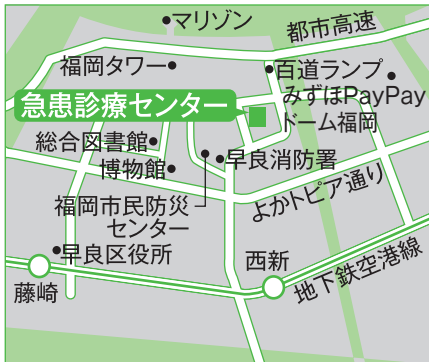 マリゾン
都市高速
福岡タワー
百道ランプ
みずほPayPay
ドーム福岡
急患診療センター
総合図書館
博物館
早良消防署
福岡市民防災
センター
よかトピア通り
早良区役所
西新
藤崎
地下鉄空港線